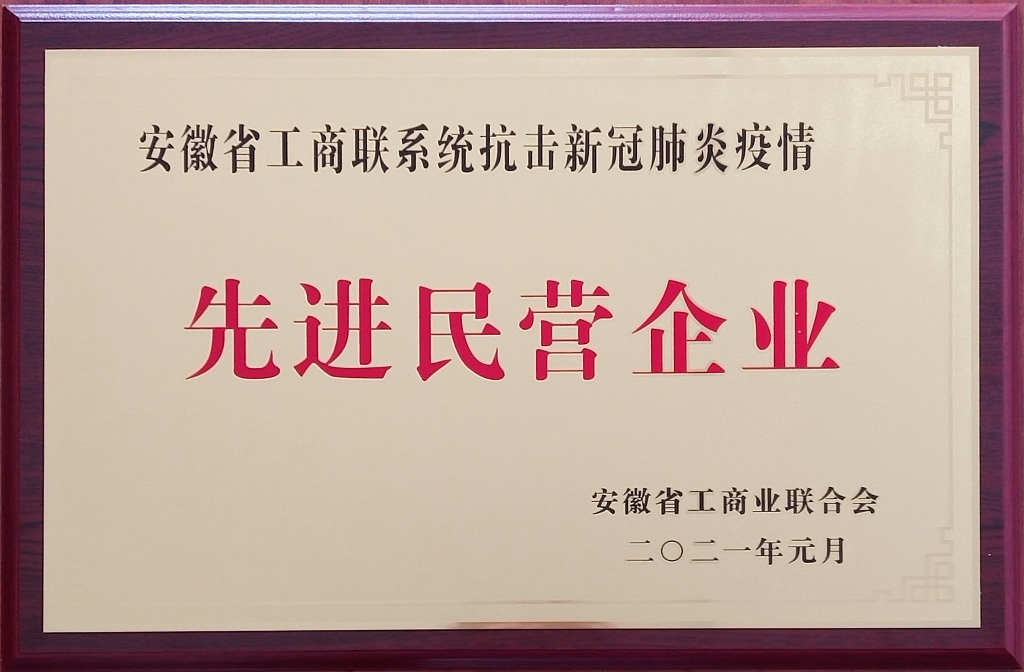 安徽省工商联系统抗击新冠肺炎疫情
先进民营企业
安徽省工商业联合会
二〇二一年元月